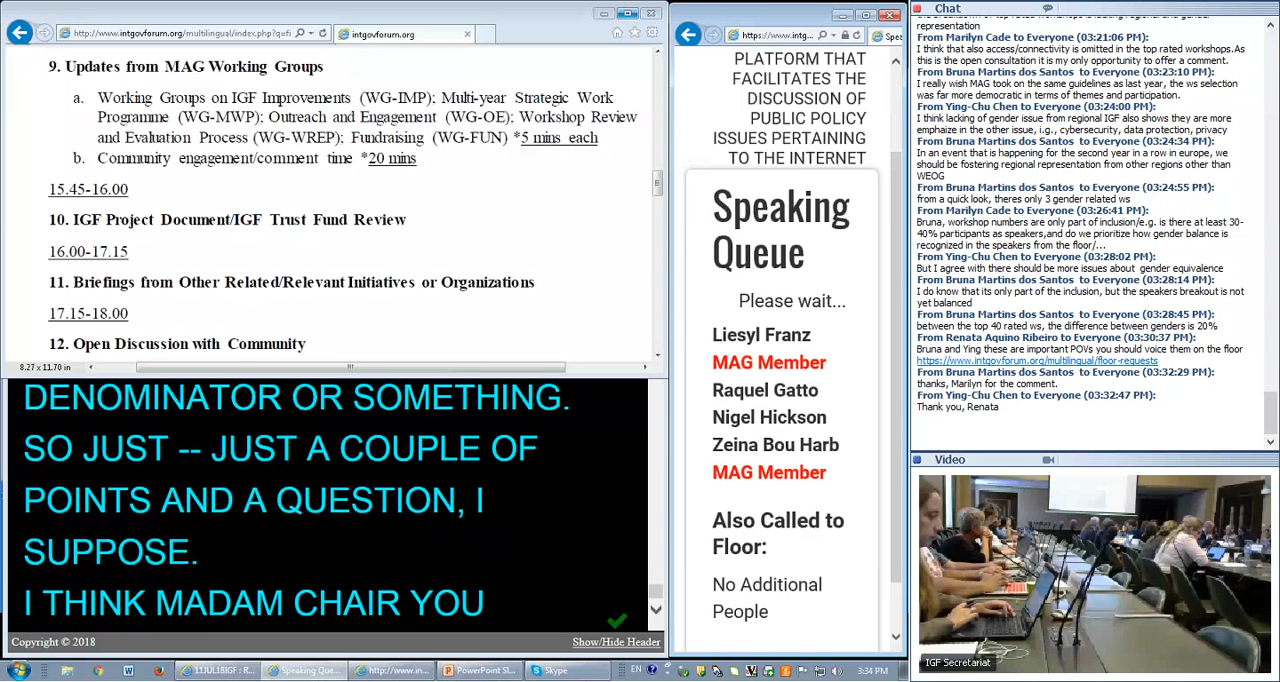 http://www.intgovforum.org/multilingual/index.php?q=fi
intgovforum.org
9. Updates from MAG Working Groups
a. Working Groups on IGF Improvements (WG-IMP); Multi-year Strategic Work
Programme (WG-MWP); Outreach and Engagement (WG-OE); Workshop Review
and Evaluation Process (WG-WREP); Fundraising (WG-FUN) *5 mins each
b. Community engagement/comment time *20 mins
15.45-16.00
10. IGF Project Document/IGF Trust Fund Review
16.00-17.15
11. Briefings from Other Related/Relevant Initiatives or Organizations
17.15-18.00
12. Open Discussion with Community
8.27 x 11.70 in
DENOMINATOR OR SOMETHING.
SO JUST -- JUST A COUPLE OF
POINTS AND A QUESTION, I
SUPPOSE.
I THINK MADAM CHAIR YOU
Copyright © 2018
Show/Hide Header
https://www.intg...
Spe
PLATFORM THAT
FACILITATES THE
DISCUSSION OF
PUBLIC POLICY
ISSUES PERTAINING
TO THE INTERNET
Speaking
Queue
Please wait...
Liesyl Franz
MAG Member
Raquel Gatto
Nigel Hickson
Zeina Bou Harb
MAG Member
Also Called to
Floor:
No Additional
People
Chat
representation
From Marilyn Cade to Everyone (03:21:06 PM):
I think that also access/connectivity is omitted in the top rated workshops.As
this is the open consultation it is my only opportunity to offer a comment.
From Bruna Martins dos Santos to Everyone (03:23:10 PM):
I really wish MAG took on the same guidelines as last year, the ws selection
was far more democratic in terms of themes and participation.
From Ying-Chu Chen to Everyone (03:24:00 PM):
I think lacking of gender issue from regional IGF also shows they are more
emphaize in the other issue, i.g., cybersecurity, data protection, privacy
From Bruna Martins dos Santos to Everyone (03:24:34 PM):
In an event that is happening for the second year in a row in europe, we
should be fostering regional representation from other regions other than
WEOG
From Bruna Martins dos Santos to Everyone (03:24:55 PM):
from a quick look, theres only 3 gender related ws
From Marilyn Cade to Everyone (03:26:41 PM):
Bruna, workshop numbers are only part of inclusion/e.g. is there at least 30-
40% participants as speakers,and do we prioritize how gender balance is
recognized in the speakers from the floor/...
From Ying-Chu Chen to Everyone (03:28:02 PM):
But I agree with there should be more issues about gender equivalence
From Bruna Martins dos Santos to Everyone (03:28:14 PM):
I do know that its only part of the inclusion, but the speakers breakout is not
yet balanced
From Bruna Martins dos Santos to Everyone (03:28:45 PM):
between the top 40 rated ws, the difference between genders is 20%
From Renata Aquino Ribeiro to Everyone (03:30:37 PM):
Bruna and Ying these are important POVs you should voice them on the floor
https://www.intgovforum.org/multilingual/floor-requests
From Bruna Martins dos Santos to Everyone (03:32:29 PM):
thanks, Marilyn for the comment.
From Ying-Chu Chen to Everyone (03:32:47 PM):
Thank you, Renata
Video
IGF Secretariat
11JUL18IGF : R...
Speaking Que...
http://www.in...
PowerPoint Sl...
Skype
EN
3:34 PM